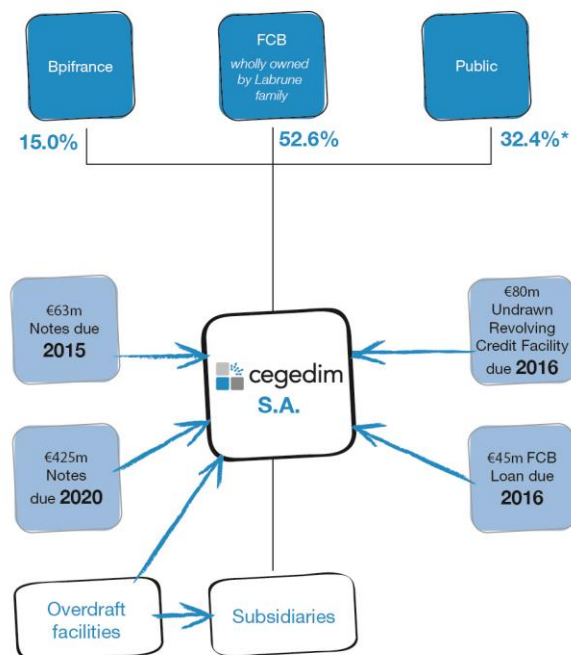 Bpifrance
FCB
wholly owned
by Labrune
family
Public
15.0%
52.6%
32.4%*
€63m
Notes due
2015
€80m
Undrawn
Revolving
Credit Facility
due 2016
cegedim
S.A.
€425m
Notes
due 2020
€45m FCB
Loan due
2016
Overdraft
facilities
Subsidiaries